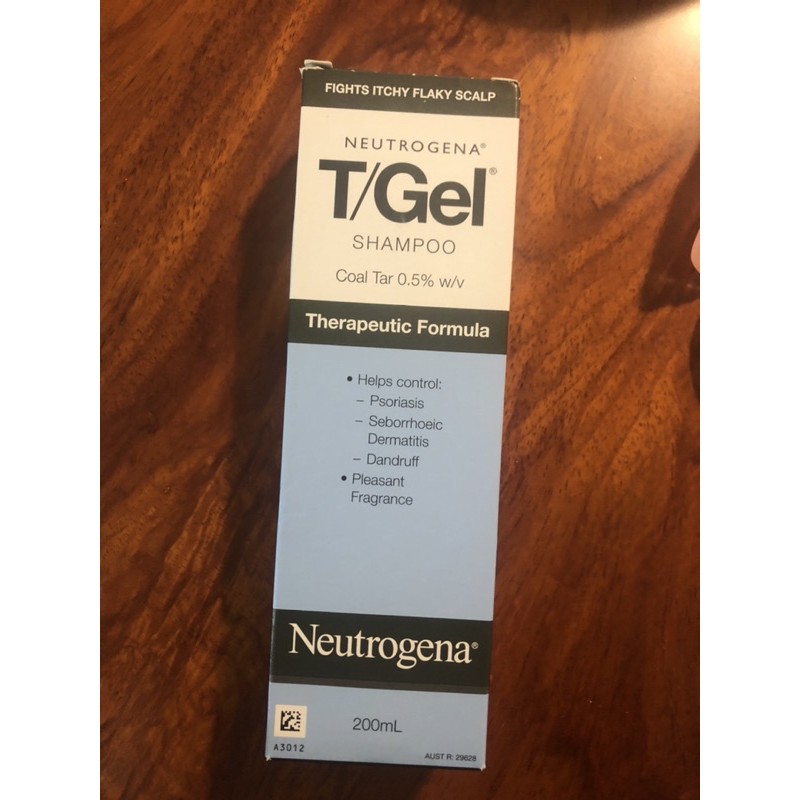 FIGHTS ITCHY FLAKY SCALP
NEUTROGENA®
T/Gel®
SHAMPOO
Coal Tar 0.5% w/v
Therapeutic Formula
• Helps control:
– Psoriasis
– Seborrhoeic
Dermatitis
– Dandruff
• Pleasant
Fragrance
Neutrogena®
200mL
A3012
AUST R: 29628